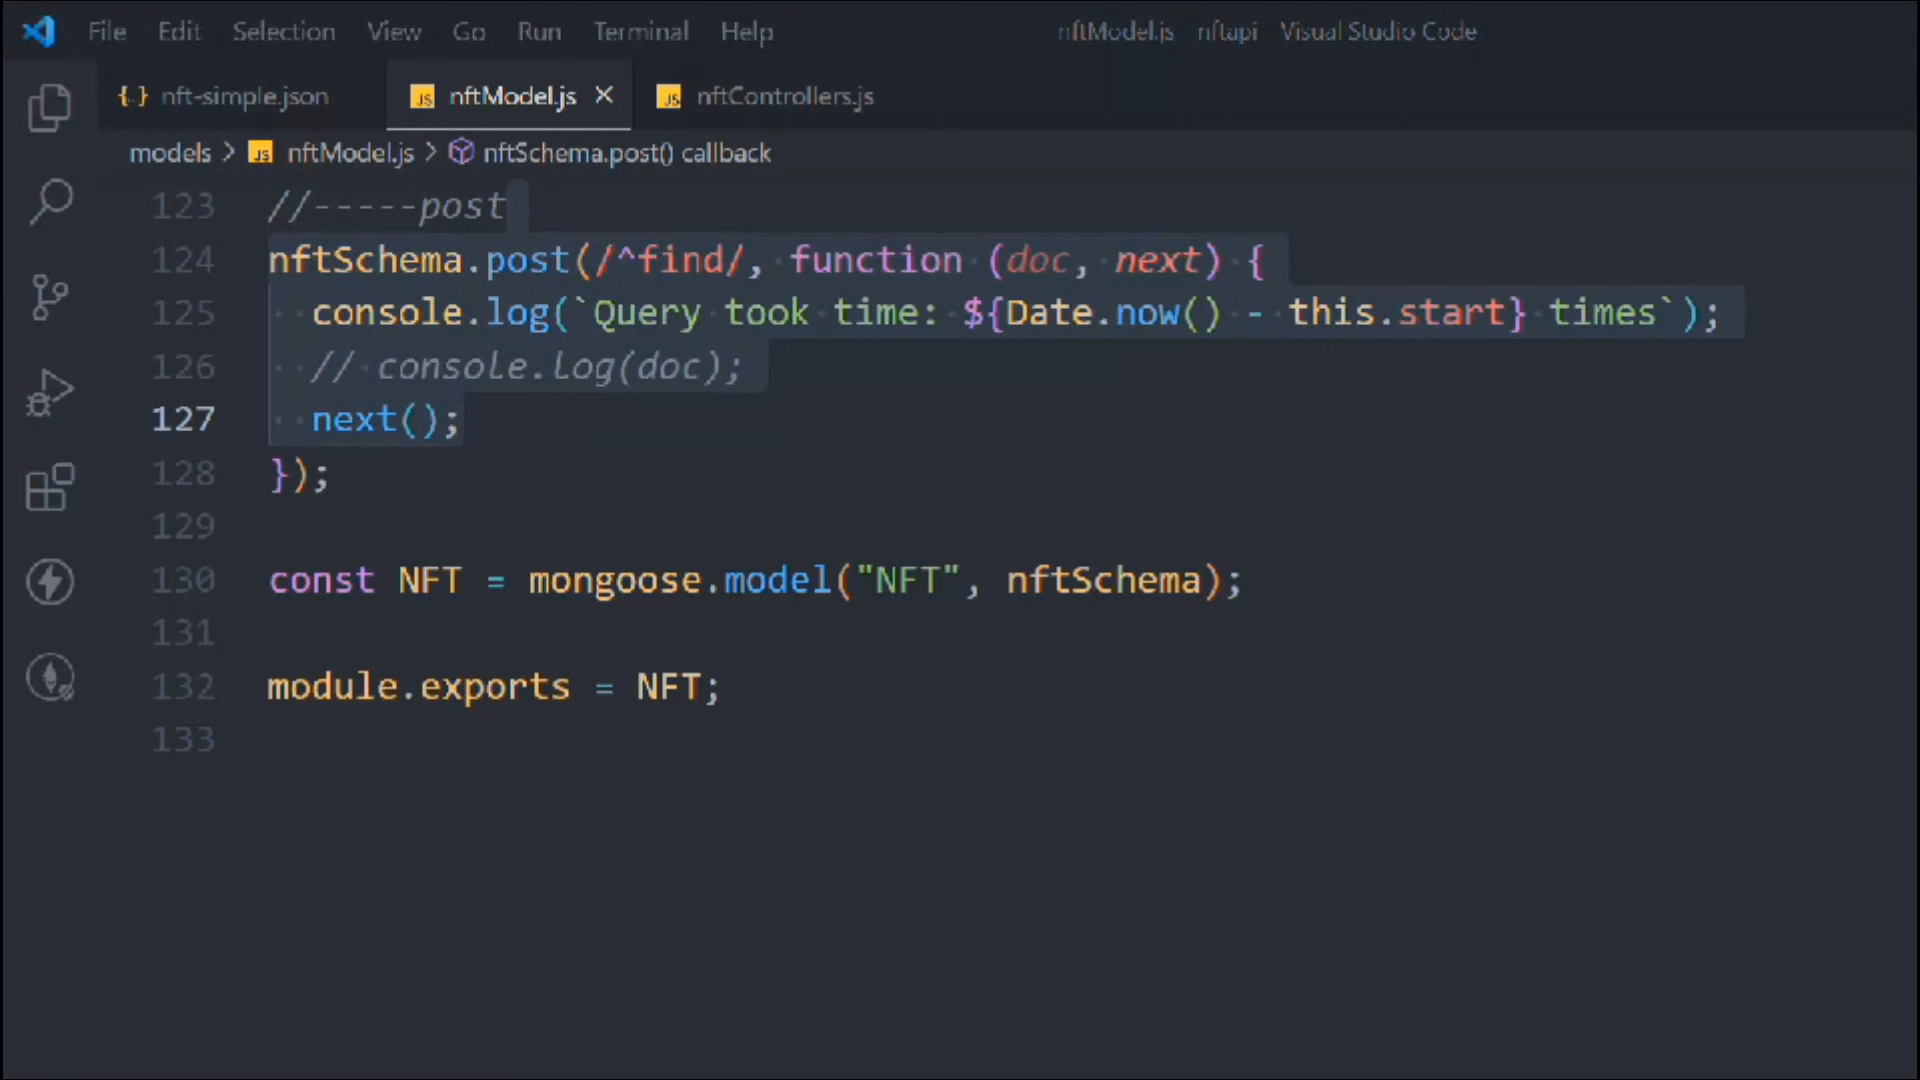 File Edit Selection View Go Run Terminal Help nftModel.js nftapi Visual Studio Code
{..} nft-simple.json JS nftModel.js × JS nftControllers.js
models > JS nftModel.js > nftSchema.post() callback
123 //-----post
124 nftSchema.post(/^find/, function (doc, next) {
125 console.log(`Query took time: ${Date.now() - this.start} times`);
126 // console.log(doc);
127 next();
128 });
129
130 const NFT = mongoose.model("NFT", nftSchema);
131
132 module.exports = NFT;
133